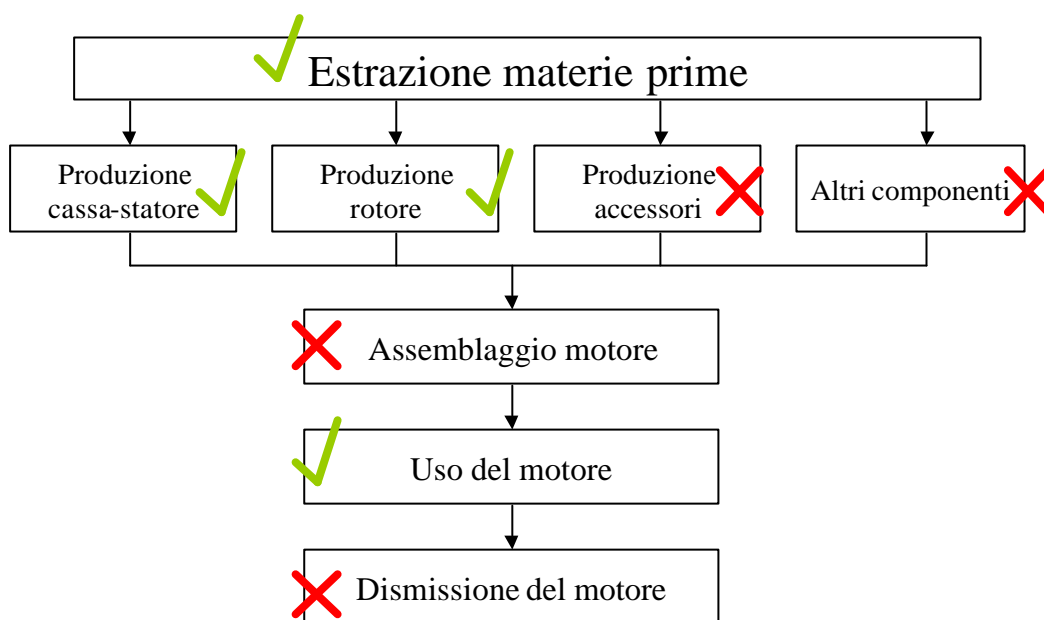 Estrazione materie prime
Produzione
cassa-statore
Produzione
rotore
Produzione
accessori
Altri componenti
Assemblaggio motore
Uso del motore
Dismissione del motore